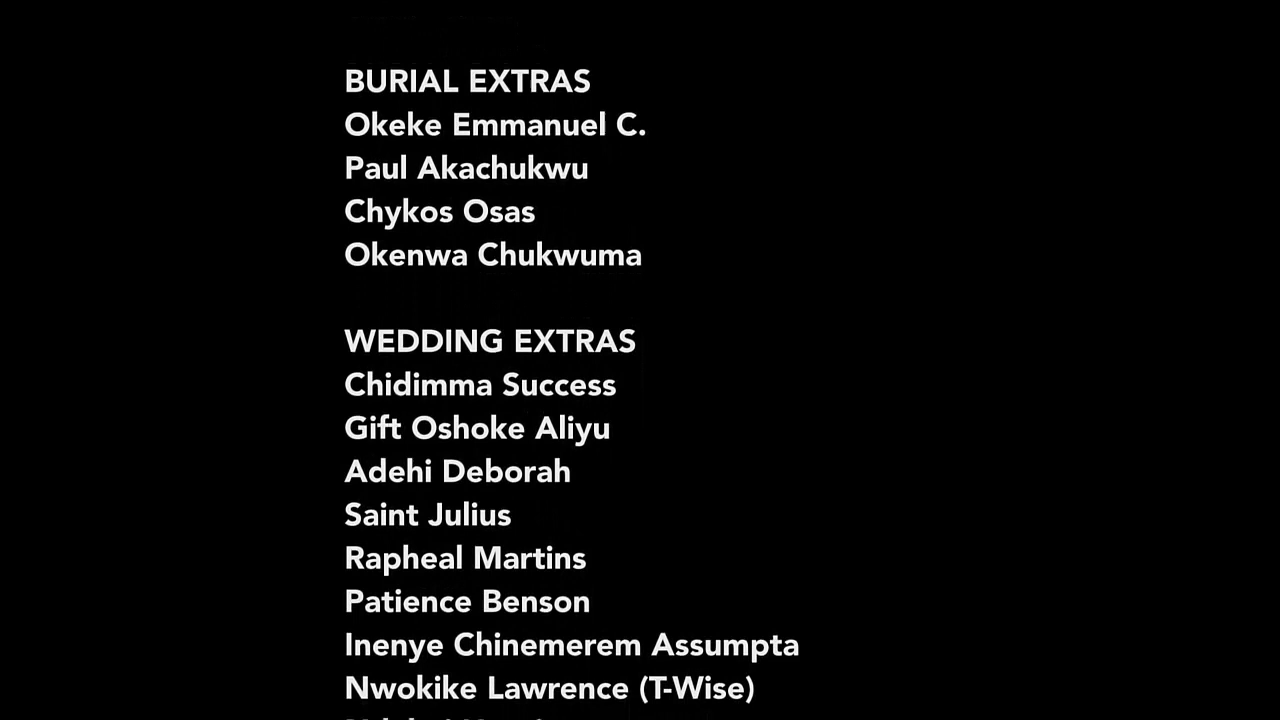 BURIAL EXTRAS
Okeke Emmanuel C.
Paul Akachukwu
Chykos Osas
Okenwa Chukwuma
WEDDING EXTRAS
Chidimma Success
Gift Oshoke Aliyu
Adehi Deborah
Saint Julius
Rapheal Martins
Patience Benson
Inenye Chinemerem Assumpta
Nwokike Lawrence (T-Wise)